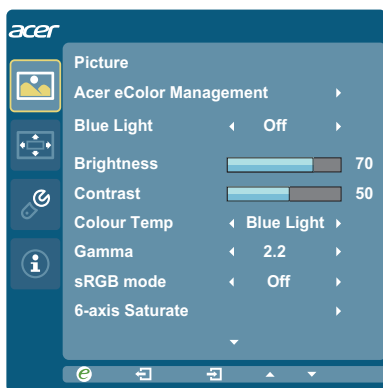 acer
Picture
Acer eColor Management
Blue Light Off
Brightness 70
Contrast 50
Colour Temp Blue Light
Gamma 2.2
sRGB mode Off
6-axis Saturate
e